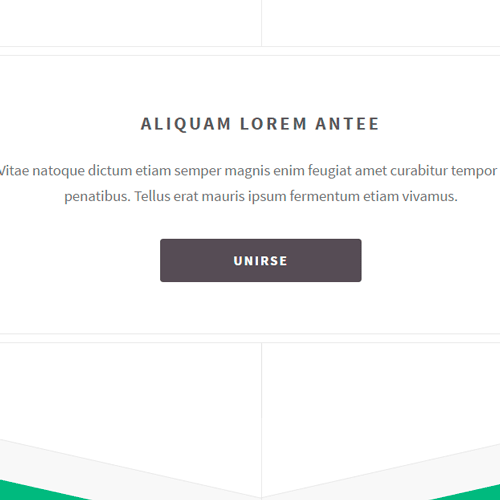 ALIQUAM LOREM ANTEE
Vitae natoque dictum etiam semper magnis enim feugiat amet curabitur tempor
penatibus. Tellus erat mauris ipsum fermentum etiam vivamus.
UNIRSE